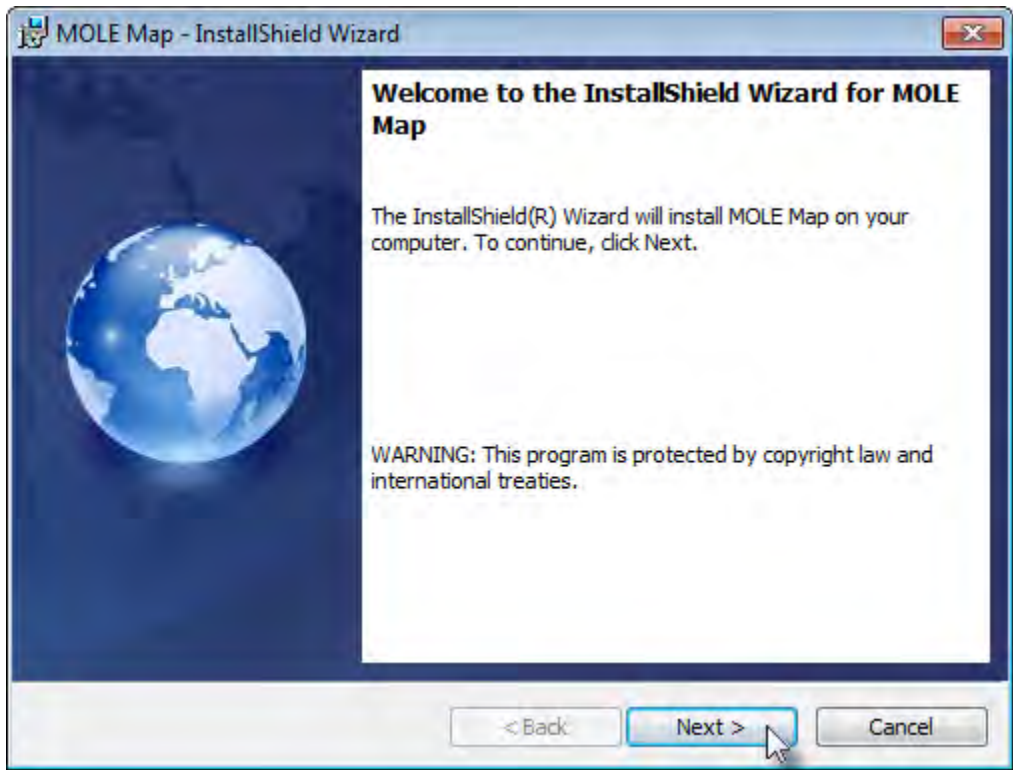 MOLE Map - InstallShield Wizard
Welcome to the InstallShield Wizard for MOLE
Map
The InstallShield(R) Wizard will install MOLE Map on your
computer. To continue, click Next.
WARNING: This program is protected by copyright law and
international treaties.
< Back
Next >
Cancel